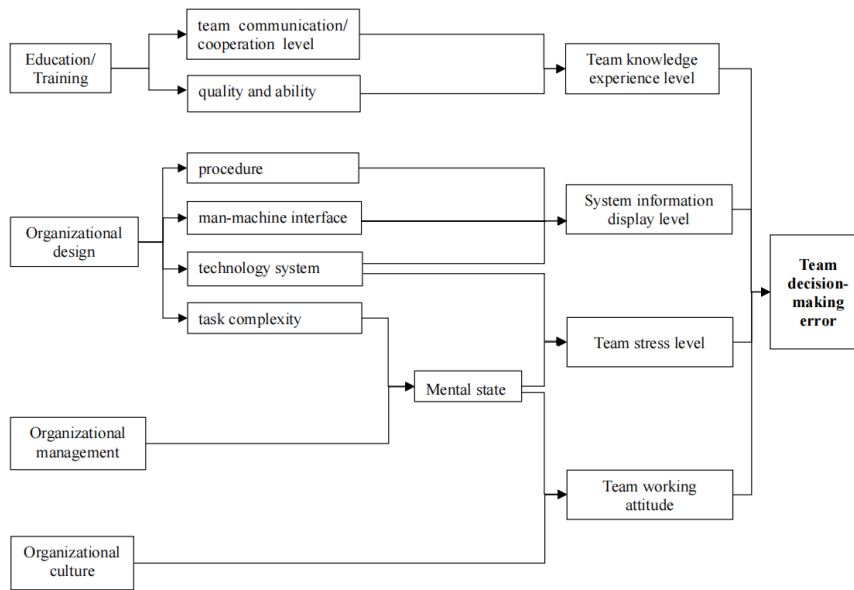 team communication/
cooperation level
Education/
Training
Team knowledge
experience level
quality and ability
procedure
System information
display level
man-machine interface
Organizational
design
technology system
Team
decision-
making
error
task complexity
Team stress level
Mental state
Organizational
management
Team working
attitude
Organizational
culture